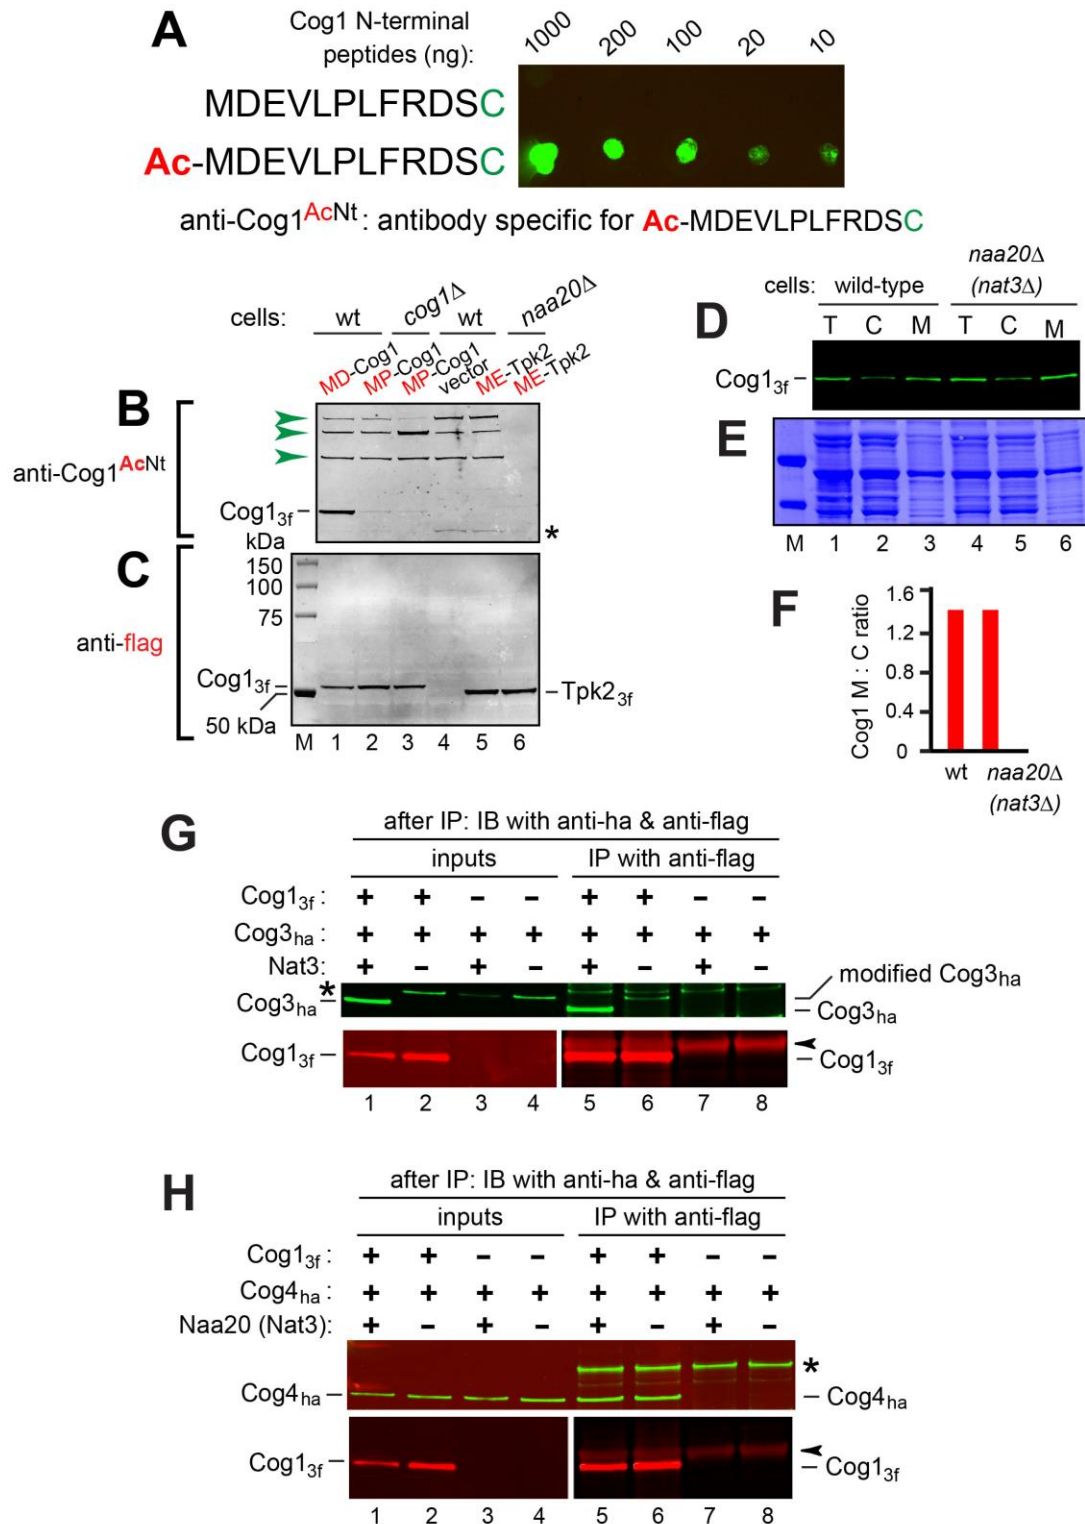 A
Cog1 N-terminal
peptides (ng):
1000 200 100 20 10
MDEVLPLFRDSC
Ac-MDEVLPLFRDSC
anti-Cog1AcNt: antibody specific for Ac-MDEVLPLFRDSC
cells: wt cog1Δ wt naa20Δ
MD-Cog1 MP-Cog1 MP-Cog1 vector ME-Tpk2 ME-Tpk2
B
anti-Cog1AcNt
Cog13f
*
kDa
C
150
100
75
anti-flag
Cog13f
Tpk23f
50 kDa
M 1 2 3 4 5 6
naa20Δ
cells: wild-type (nat3Δ)
D
T C M T C M
Cog13f
E
M 1 2 3 4 5 6
F
Cog1 M : C ratio
1.6
1.2
0.4
0
wt naa20Δ
(nat3Δ)
G
after IP: IB with anti-ha & anti-flag
inputs IP with anti-flag
Cog13f : + + – – + + – –
Cog3ha : + + + + + + + +
Nat3: + – + – + – + –
*
modified Cog3ha
Cog3ha Cog3ha
Cog13f Cog13f
1 2 3 4 5 6 7 8
H
after IP: IB with anti-ha & anti-flag
inputs IP with anti-flag
Cog13f : + + – – + + – –
Cog4ha : + + + + + + + +
Naa20 (Nat3): + – + – + – + –
*
Cog4ha Cog4ha
Cog13f Cog13f
1 2 3 4 5 6 7 8